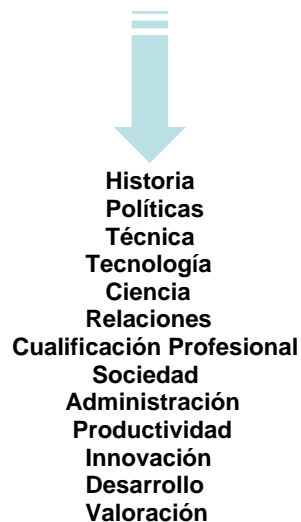 Historia
Políticas
Técnica
Tecnología
Ciencia
Relaciones
Cualificación Profesional
Sociedad
Administración
Productividad
Innovación
Desarrollo
Valoración